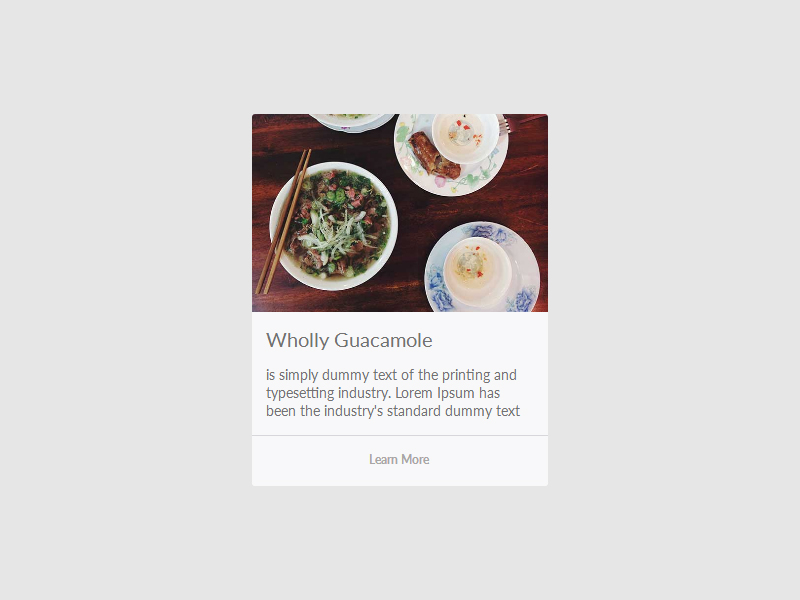 Wholly Guacamole
is simply dummy text of the printing and
typesetting industry. Lorem Ipsum has
been the industry's standard dummy text
Learn More